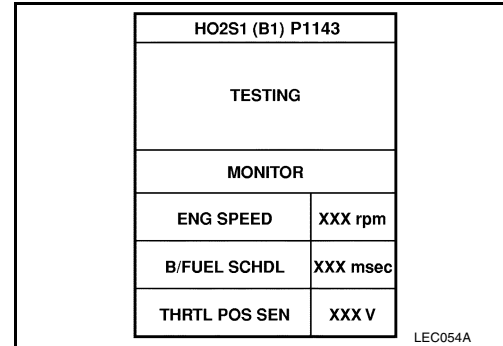 HO2S1 (B1) P1143
TESTING
MONITOR
ENG SPEED XXX rpm
B/FUEL SCHDL XXX msec
THRTL POS SEN XXX V
LEC054A